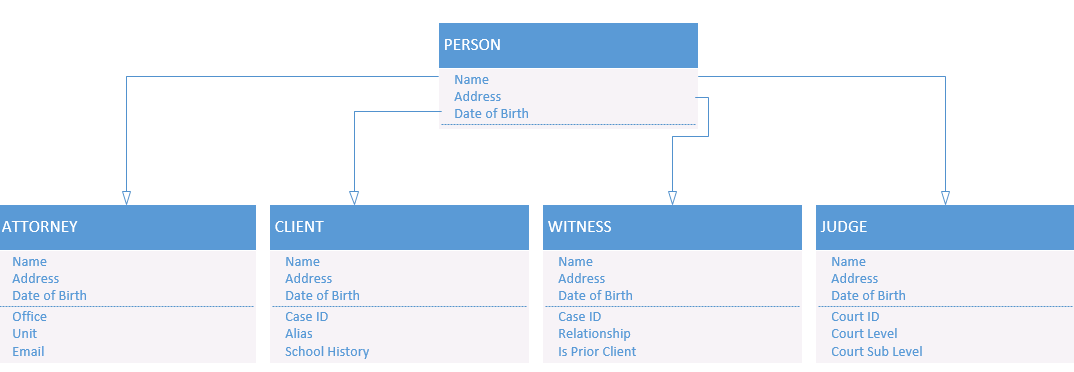 PERSON
Name
Address
Date of Birth
ATTORNEY
Name
Address
Date of Birth
Office
Unit
Email
CLIENT
Name
Address
Date of Birth
Case ID
Alias
School History
WITNESS
Name
Address
Date of Birth
Case ID
Relationship
Is Prior Client
JUDGE
Name
Address
Date of Birth
Court ID
Court Level
Court Sub Level